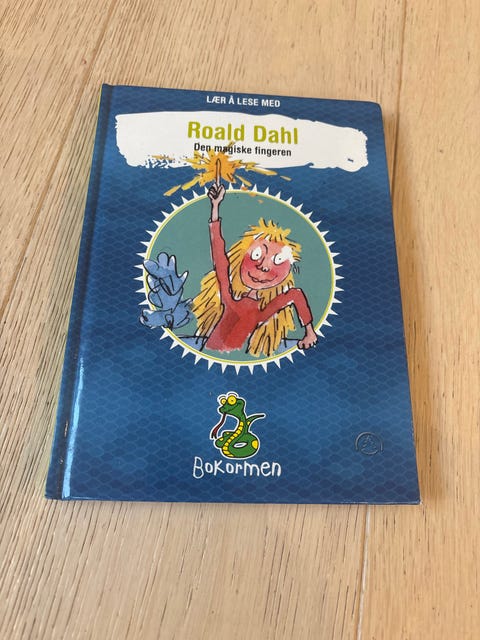 LÆR Å LESE MED
Roald Dahl
Den magiske fingeren
BOKORMEN